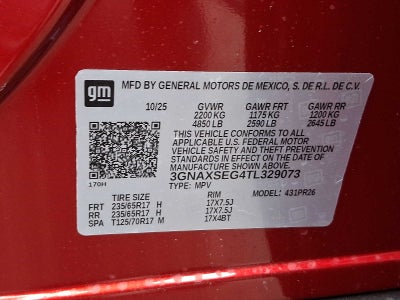 gm MFD BY GENERAL MOTORS DE MEXICO, S. DE R.L. DE C.V.
10/25 GVWR GAWR FRT GAWR RR
2200 KG 1175 KG 1200 KG
4850 LB 2590 LB 2645 LB
THIS VEHICLE CONFORMS TO ALL
APPLICABLE U.S. FEDERAL MOTOR
VEHICLE SAFETY AND THEFT PREVENTION
STANDARDS IN EFFECT ON THE DATE OF
MANUFACTURE SHOWN ABOVE.
3GNAXSEG4TL329073
170H TYPE: MPV MODEL: 431PR26
TIRE SIZE RIM
FRT 235/65R17 H 17X7.5J
RR 235/65R17 H 17X7.5J
SPA T125/70R17 M 17X4BT